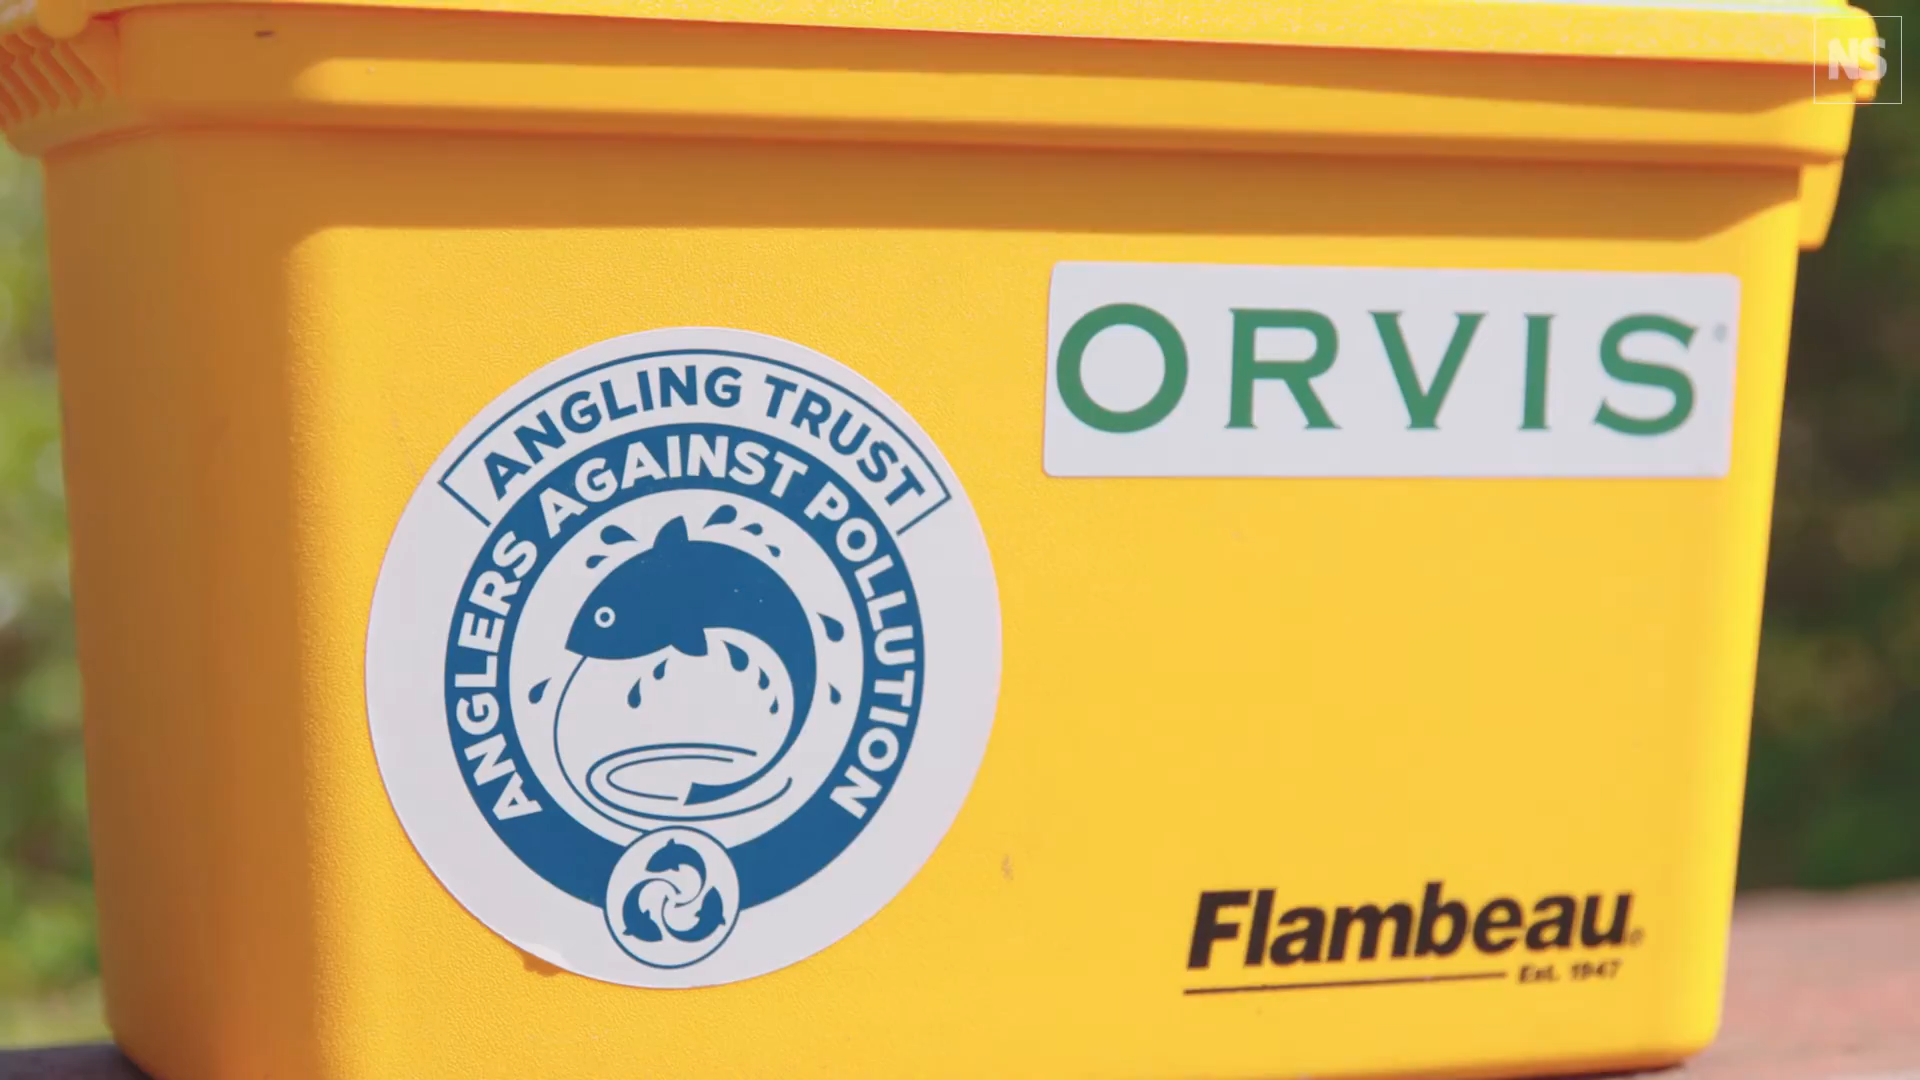 NS
ORVIS
ANGLING TRUST
ANGLERS AGAINST POLLUTION
Flambeau
Est. 1947